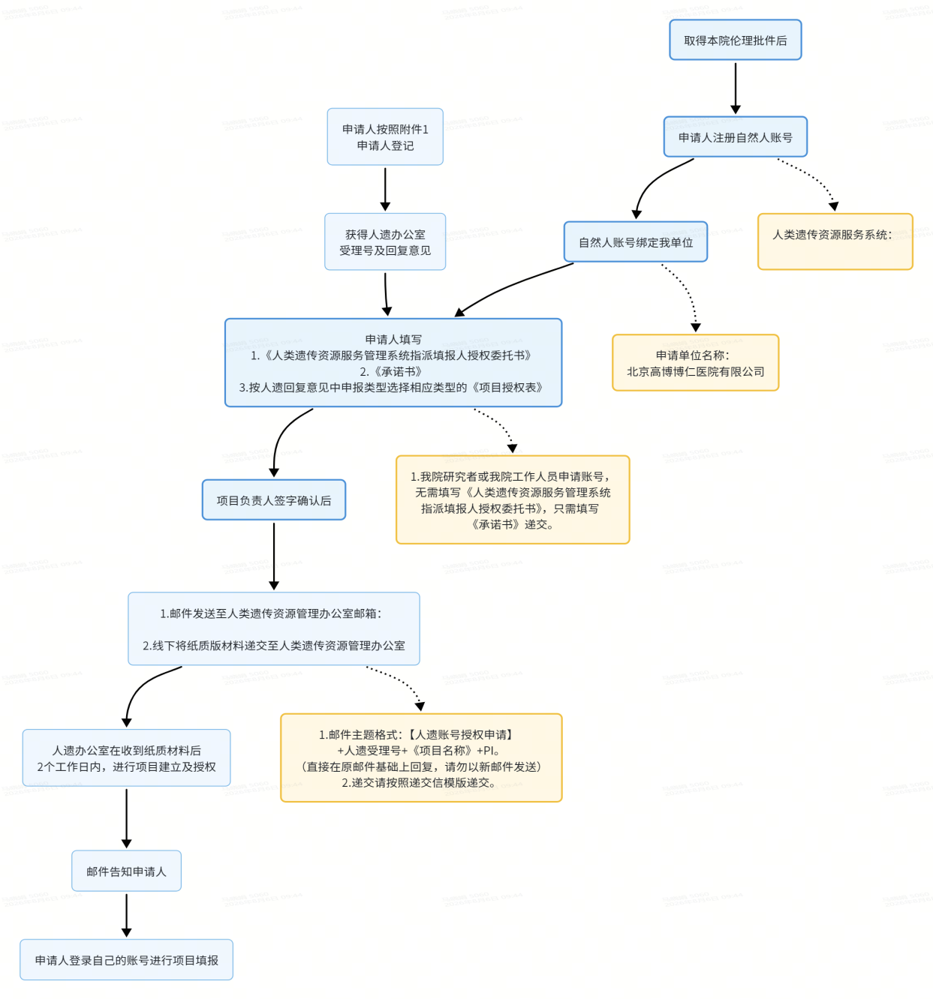 取得本院伦理批件后
申请人按照附件1
申请人登记
申请人注册自然人账号
获得人遗办公室
受理号及回复意见
自然人账号绑定我单位
人类遗传资源服务系统：
申请人填写
1.《人类遗传资源服务管理系统指派填报人授权委托书》
2.《承诺书》
3.按人遗回复意见中申报类型选择相应类型的《项目授权表》
申请单位名称：
北京高博博仁医院有限公司
项目负责人签字确认后
1.我院研究者或我院工作人员申请账号，
无需填写《人类遗传资源服务管理系统
指派填报人授权委托书》，只需填写
《承诺书》递交。
1.邮件发送至人类遗传资源管理办公室邮箱：
2.线下将纸质版材料递交至人类遗传资源管理办公室
人遗办公室在收到纸质材料后
2个工作日内，进行项目建立及授权
1.邮件主题格式：【人遗账号授权申请】
+人遗受理号+《项目名称》+PI。
（直接在原邮件基础上回复，请勿以新邮件发送）
2.递交请按照递交信模版递交。
邮件告知申请人
申请人登录自己的账号进行项目填报